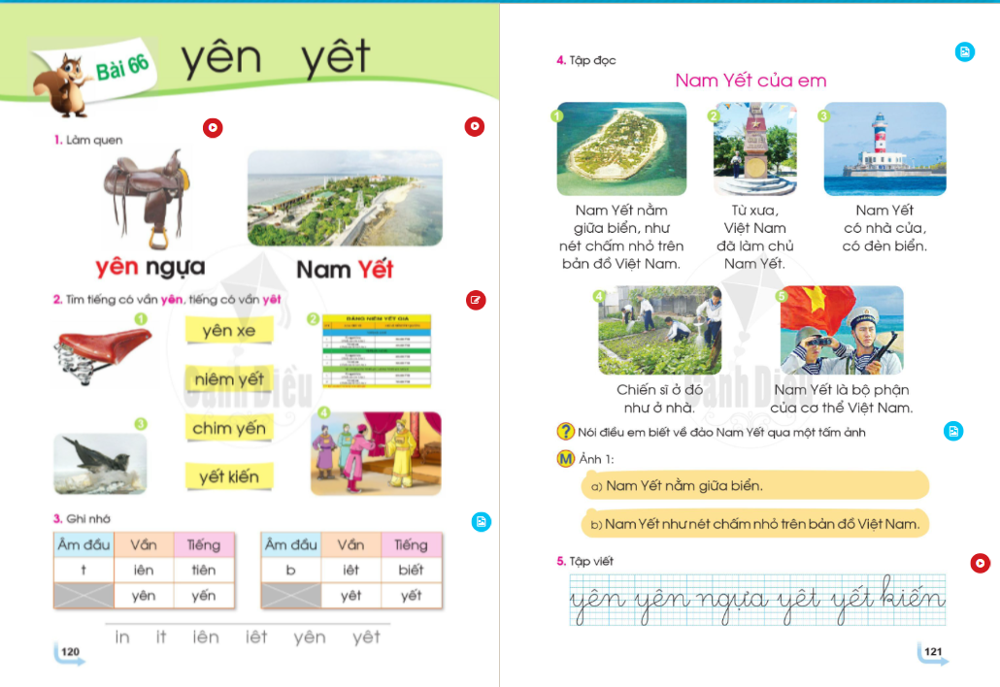 Bài 66
yên yêt
1. Làm quen
yên ngựa
Nam Yết
2. Tìm tiếng có vần yên, tiếng có vần yêt
1
yên xe
2
BẢNG NIÊM YẾT GIÁ
niêm yết
3
chim yến
4
yết kiến
3. Ghi nhớ
Âm đầu Vần Tiếng
t iên tiên
yên yến
Âm đầu Vần Tiếng
b iêt biết
yêt yết
in it iên iêt yên yêt
120
Cánh Diều
4. Tập đọc
Nam Yết của em
1
Nam Yết nằm
giữa biển, như
nét chấm nhỏ trên
bản đồ Việt Nam.
2
Từ xưa,
Việt Nam
đã làm chủ
Nam Yết.
3
Nam Yết
có nhà cửa,
có đèn biển.
4
Chiến sĩ ở đó
như ở nhà.
5
Nam Yết là bộ phận
của cơ thể Việt Nam.
Cánh Diều
? Nói điều em biết về đảo Nam Yết qua một tấm ảnh
M Ảnh 1:
a) Nam Yết nằm giữa biển.
b) Nam Yết như nét chấm nhỏ trên bản đồ Việt Nam.
5. Tập viết
yên yên ngựa yêt yết kiến
121